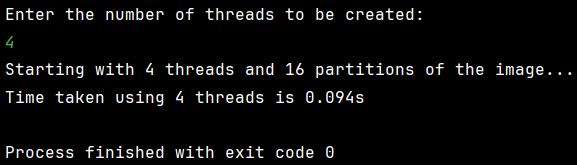 Enter the number of threads to be created:
4
Starting with 4 threads and 16 partitions of the image...
Time taken using 4 threads is 0.094s
Process finished with exit code 0